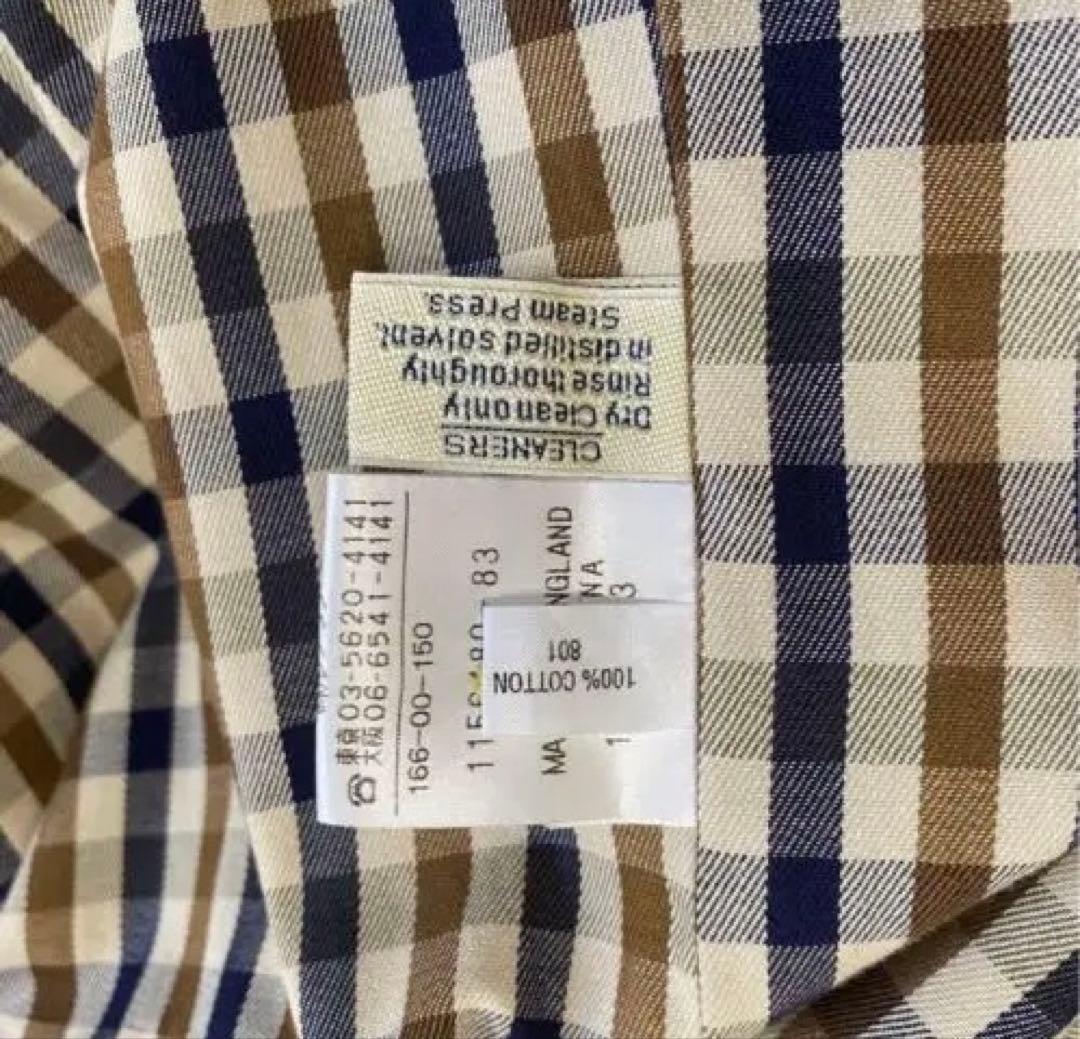 CLEANERS
Dry Clean only
Rinse thoroughly
in distilled solvent.
Steam Press.
☎東京03-5620-4141
大阪06-6541-4141
166-00-150
83
MA NGLAND
NA
3
100% COTTON
801